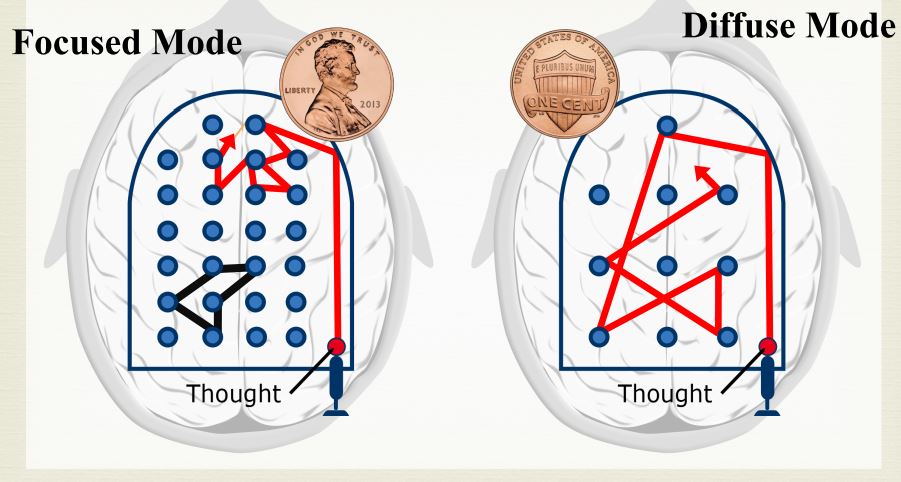 Focused Mode
Diffuse Mode
IN GOD WE TRUST
LIBERTY
2013
UNITED STATES OF AMERICA
E PLURIBUS UNUM
ONE CENT
Thought
Thought